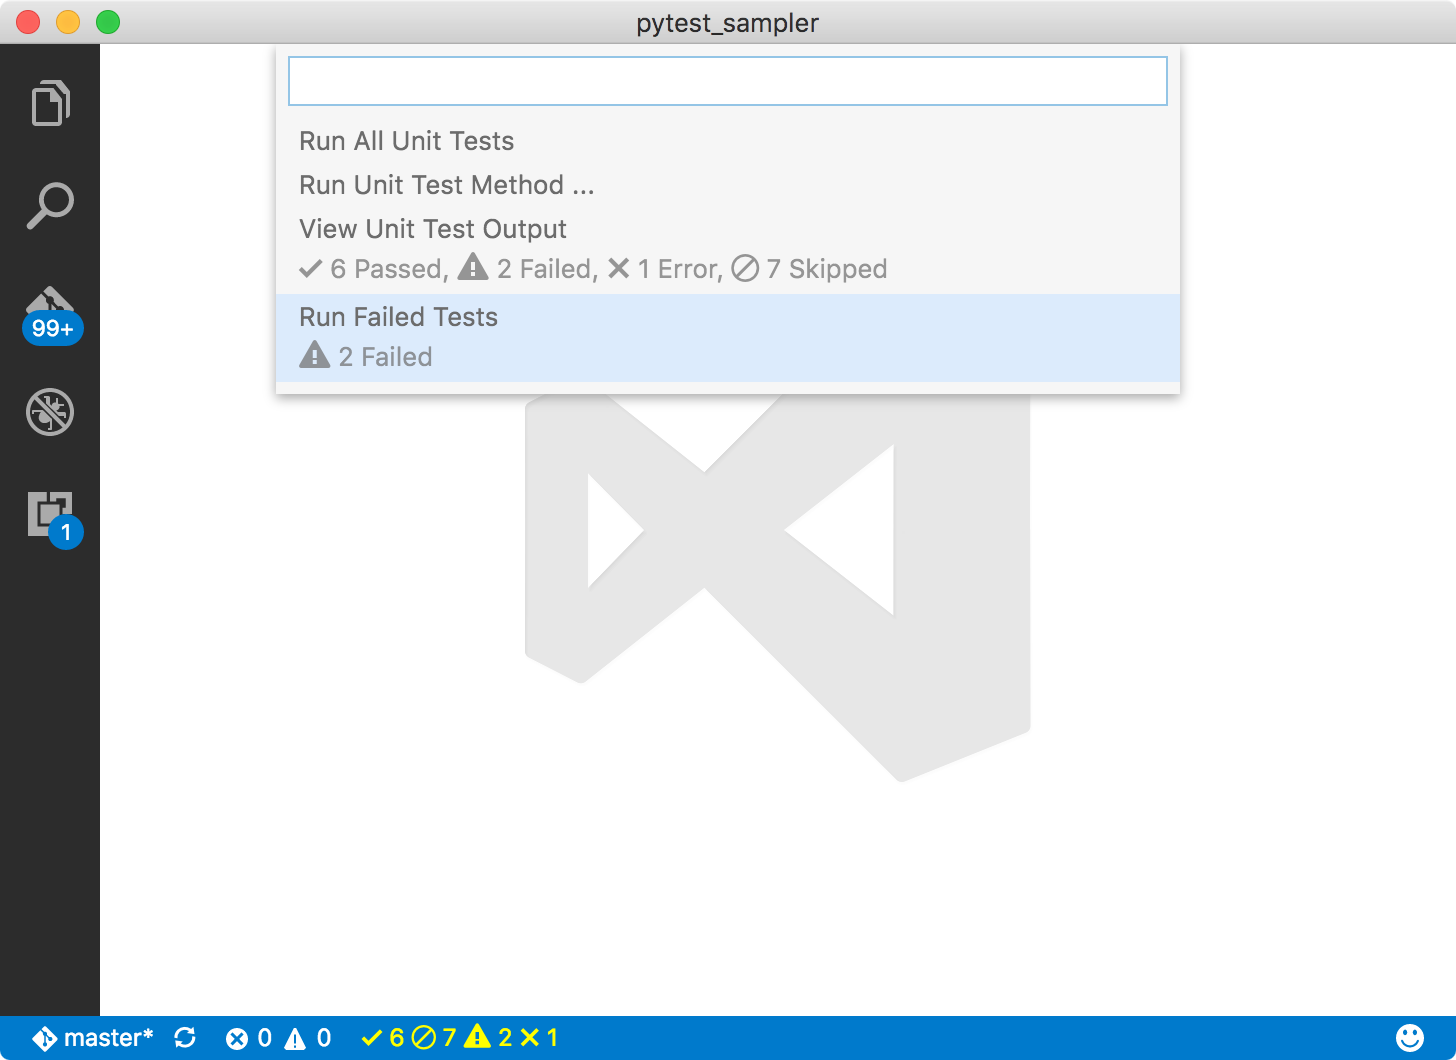 pytest_sampler
Run All Unit Tests
Run Unit Test Method ...
View Unit Test Output
6 Passed, 2 Failed, 1 Error, 7 Skipped
Run Failed Tests
2 Failed
99+
1
master* 0 0 6 7 2 1